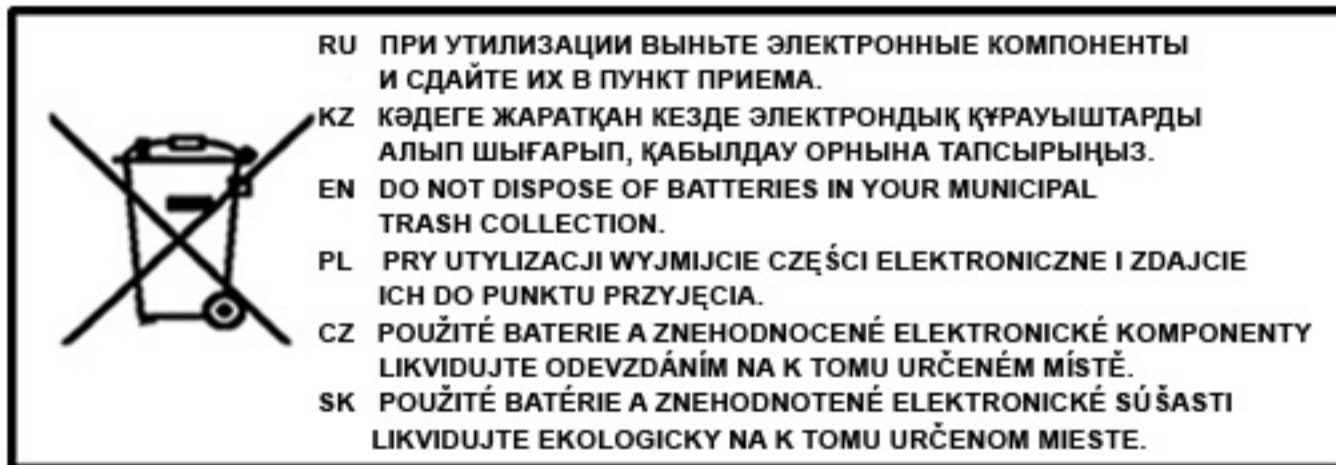 RU ПРИ УТИЛИЗАЦИИ ВЫНЬТЕ ЭЛЕКТРОННЫЕ КОМПОНЕНТЫ
И СДАЙТЕ ИХ В ПУНКТ ПРИЕМА.
KZ КӘДЕГЕ ЖАРАТҚАН КЕЗДЕ ЭЛЕКТРОНДЫҚ ҚҰРАУЫШТАРДЫ
АЛЫП ШЫҒАРЫП, ҚАБЫЛДАУ ОРНЫНА ТАПСЫРЫҢЫЗ.
EN DO NOT DISPOSE OF BATTERIES IN YOUR MUNICIPAL
TRASH COLLECTION.
PL PRY UTYLIZACJI WYJMIJCIE CZĘŚCI ELEKTRONICZNE I ZDAJCIE
ICH DO PUNKTU PRZYJĘCIA.
CZ POUŽITÉ BATERIE A ZNEHODNOCENÉ ELEKTRONICKÉ KOMPONENTY
LIKVIDUJTE ODEVZDÁNÍM NA K TOMU URČENÉM MÍSTĚ.
SK POUŽITÉ BATÉRIE A ZNEHODNOTENÉ ELEKTRONICKÉ SÚŠASTI
LIKVIDUJTE EKOLOGICKY NA K TOMU URČENOM MIESTE.